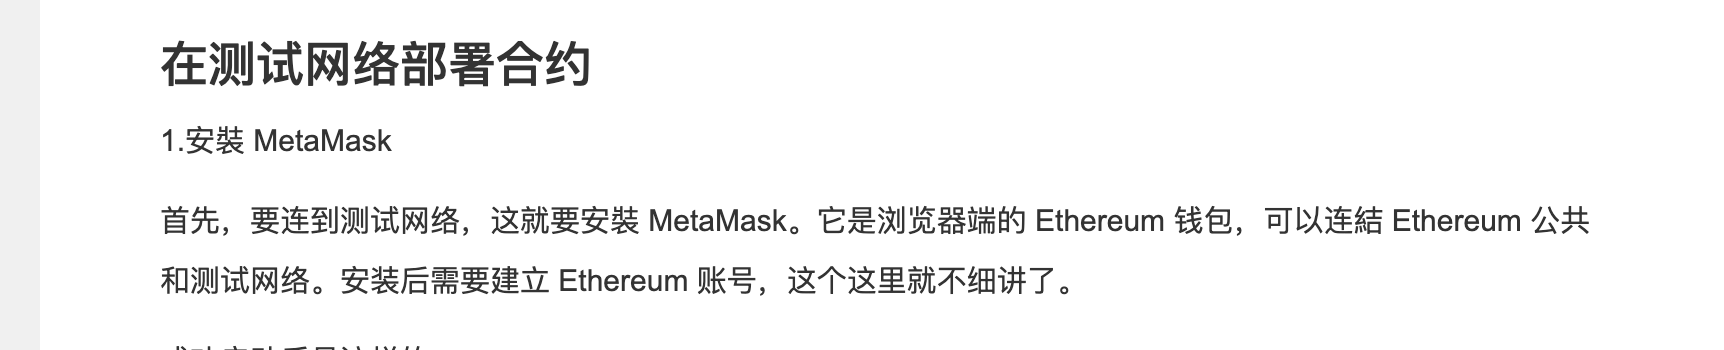 在测试网络部署合约
1.安裝 MetaMask
首先，要连到测试网络，这就要安裝 MetaMask。它是浏览器端的 Ethereum 钱包，可以连結 Ethereum 公共
和测试网络。安装后需要建立 Ethereum 账号，这个这里就不细讲了。